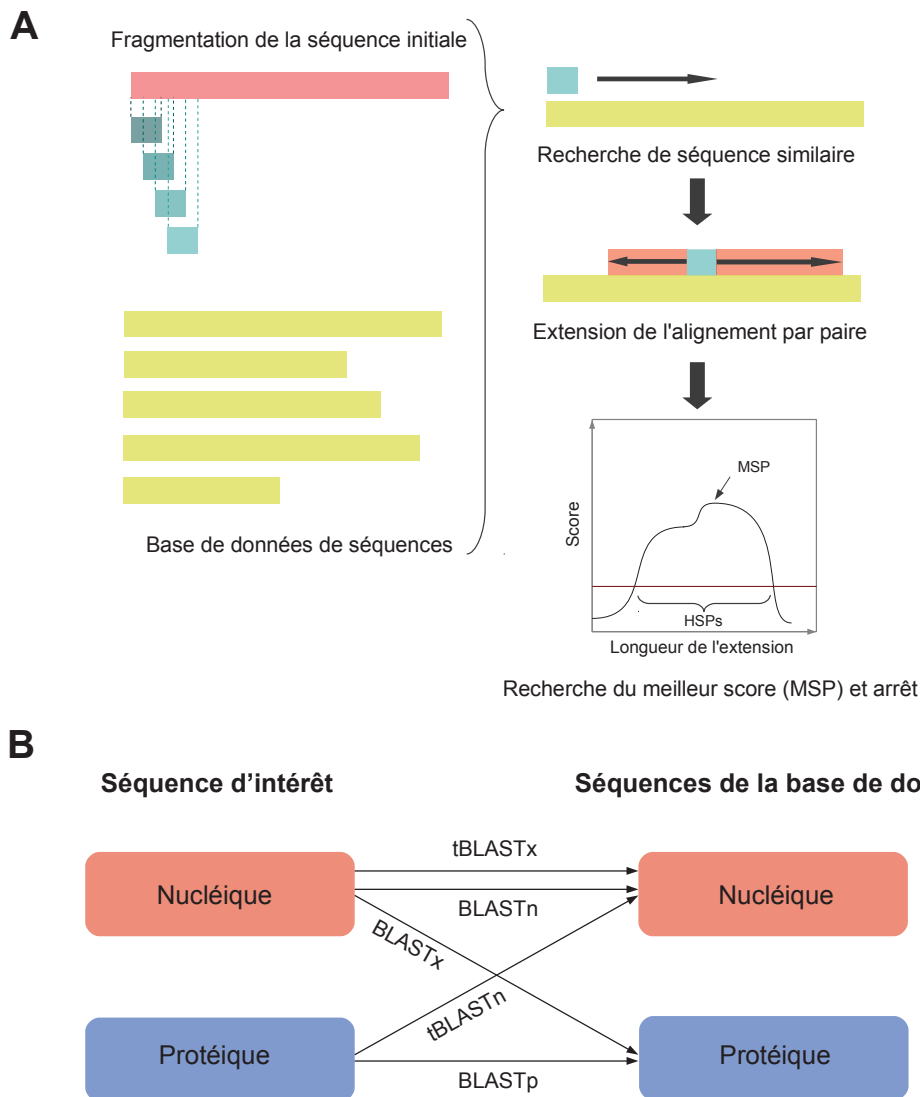 A
Fragmentation de la séquence initiale
Recherche de séquence similaire
Extension de l'alignement par paire
Base de données de séquences
MSP
Score
HSPs
Longueur de l'extension
Recherche du meilleur score (MSP) et arrêt
B
Séquence d'intérêt
Séquences de la base de do
tBLASTx
Nucléique
Nucléique
BLASTn
BLASTx
tBLASTn
Protéique
Protéique
BLASTp